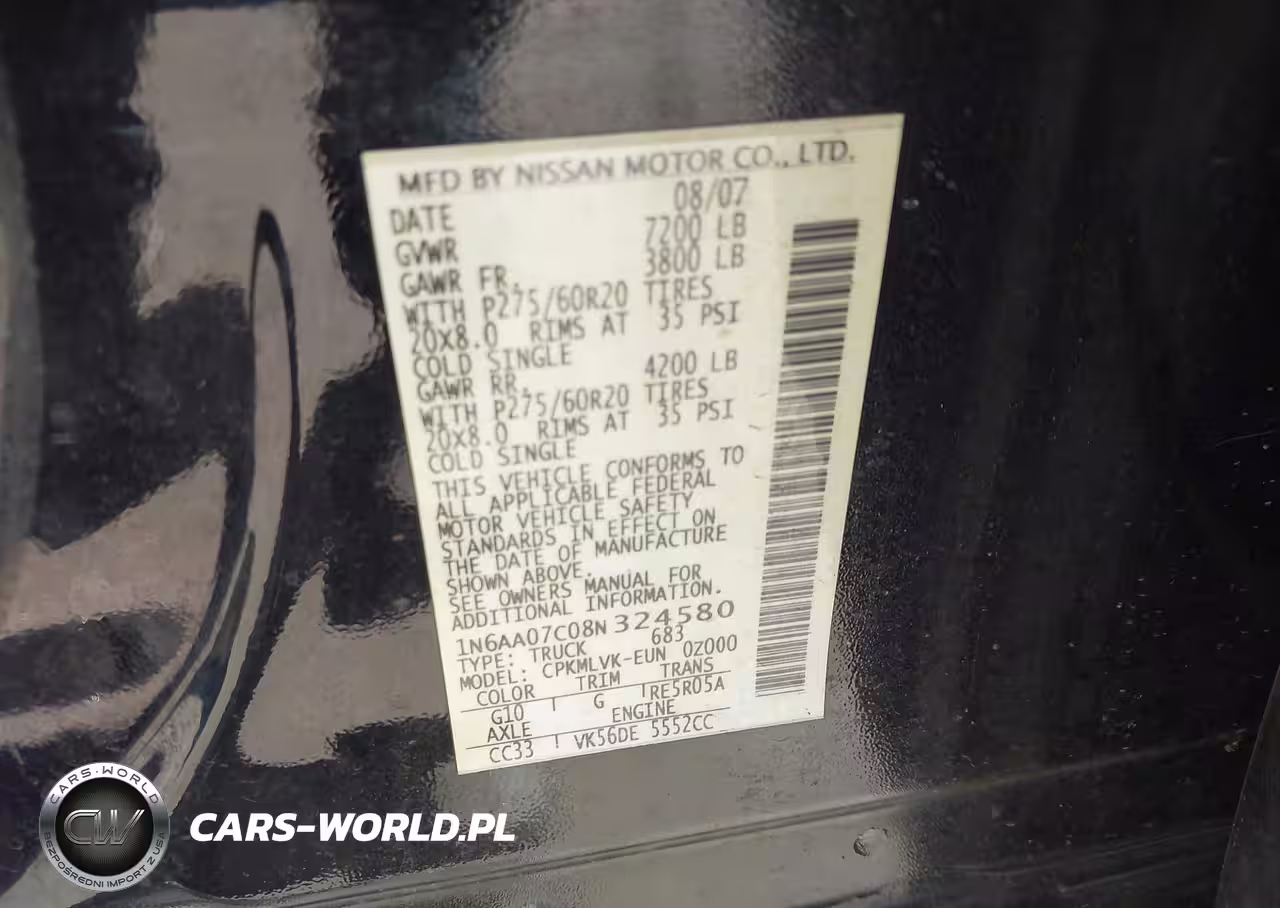 MFD BY NISSAN MOTOR CO., LTD.
DATE 08/07
GVWR 7200 LB
GAWR FR. 3800 LB
WITH P275/60R20 TIRES
20X8.0 RIMS AT 35 PSI
COLD SINGLE
GAWR RR. 4200 LB
WITH P275/60R20 TIRES
20X8.0 RIMS AT 35 PSI
COLD SINGLE
THIS VEHICLE CONFORMS TO
ALL APPLICABLE FEDERAL
MOTOR VEHICLE SAFETY
STANDARDS IN EFFECT ON
THE DATE OF MANUFACTURE
SHOWN ABOVE.
SEE OWNERS MANUAL FOR
ADDITIONAL INFORMATION.
1N6AA07C08N324580
TYPE: TRUCK 683
MODEL: CPKMLVK-EUN 0Z000
COLOR TRIM TRANS
G10 G RE5R05A
AXLE ENGINE
CC33 VK56DE 5552CC
CARS-WORLD
CW
BEZPOŚREDNI IMPORT Z USA
CARS-WORLD.PL